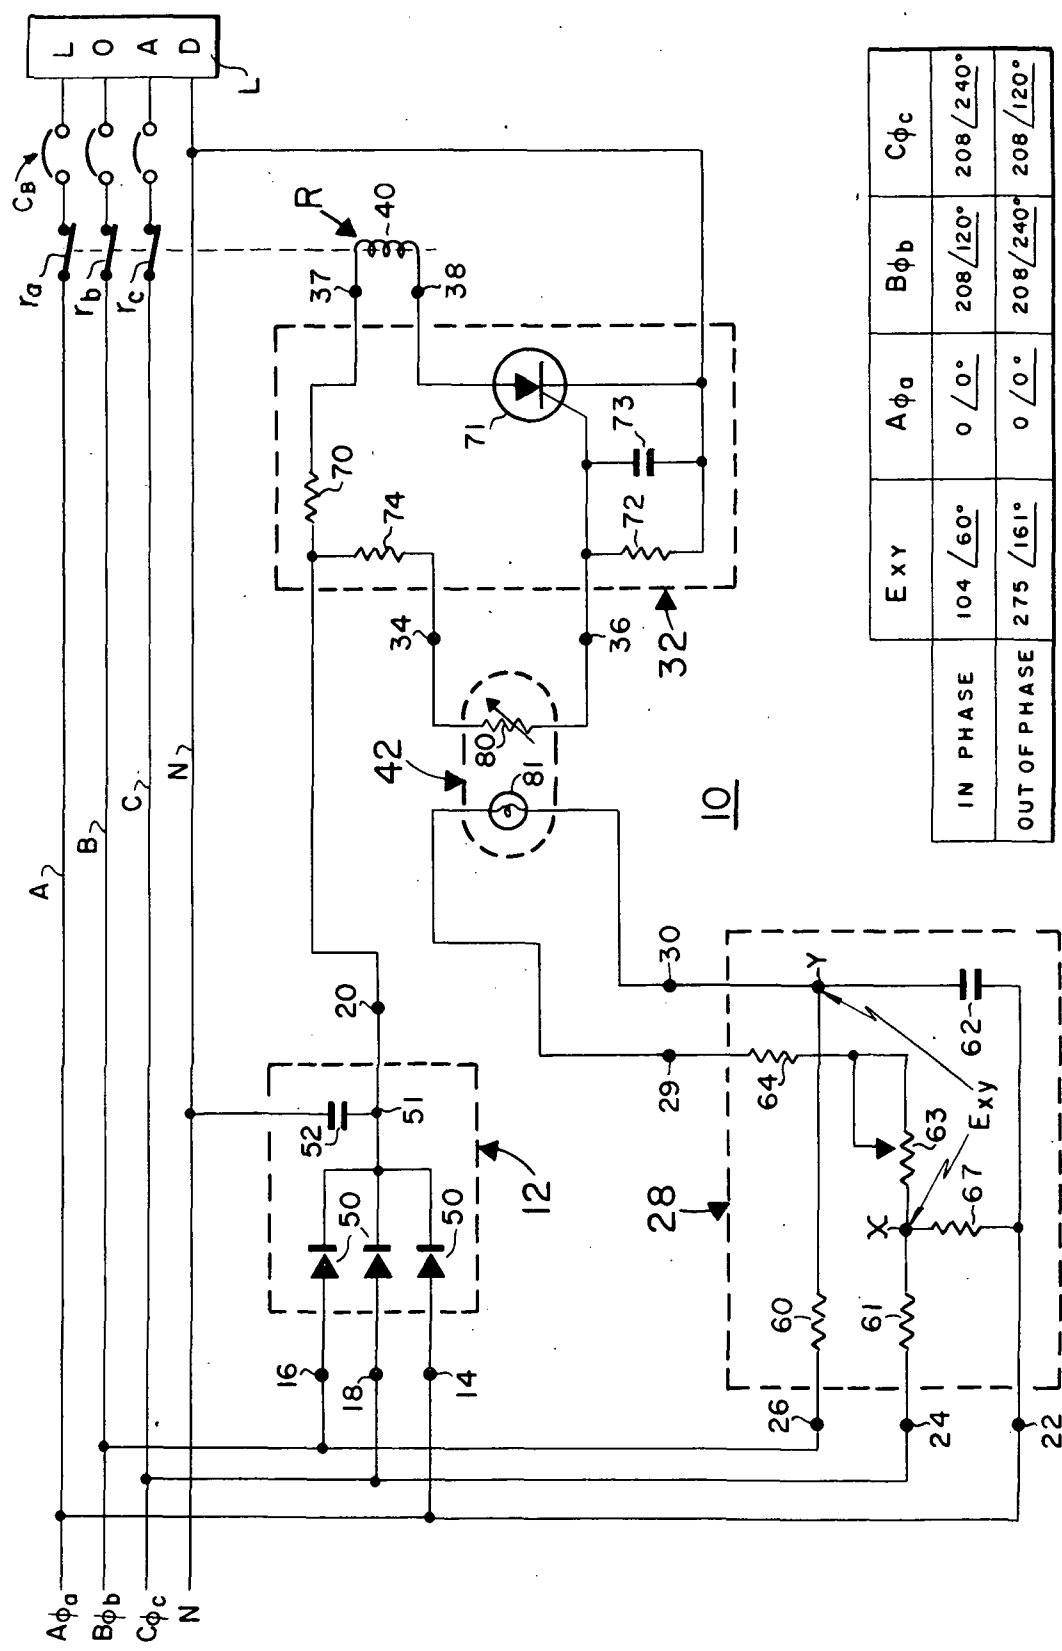 Aϕa
Bϕb
Cϕc
N
A
B
C
N
ra
rb
rc
CB
L O A D
L
R
40
37
38
16
18
14
50
50
52
51
12
20
70
74
71
73
72
34
36
32
42
80
81
10
26
24
22
28
60
61
X
67
63
Exy
64
62
Y
29
30
Exy Aϕa Bϕb Cϕc
IN PHASE 104 /60° 0 /0° 208 /120° 208 /240°
OUT OF PHASE 275 /161° 0 /0° 208 /240° 208 /120°